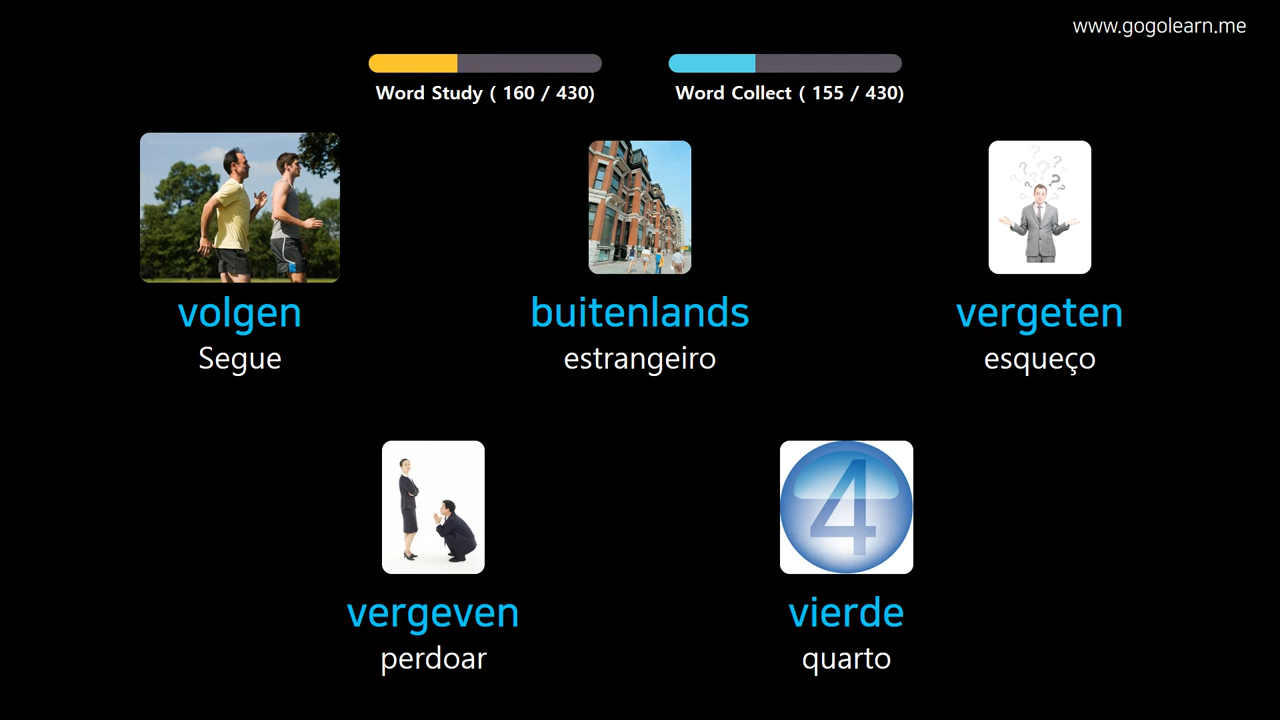 www.gogolearn.me
Word Study ( 160 / 430)
Word Collect ( 155 / 430)
volgen
Segue
buitenlands
estrangeiro
vergeten
esqueço
vergeven
perdoar
4
vierde
quarto